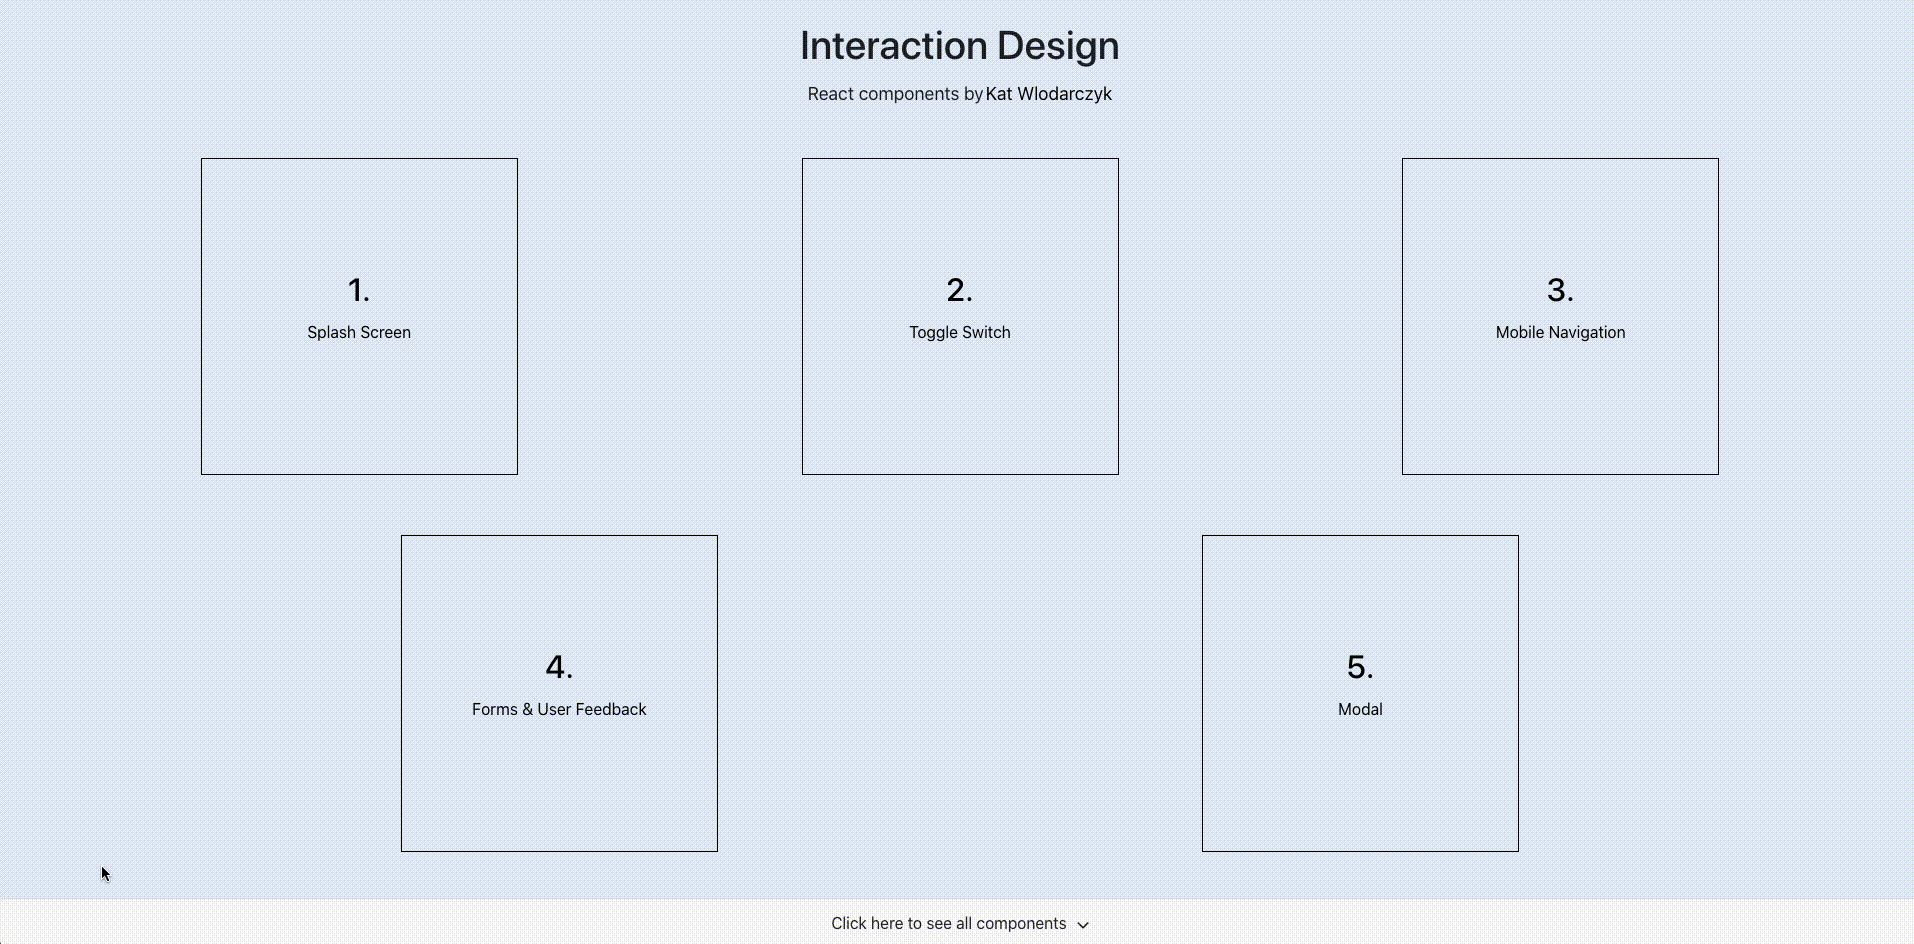 Interaction Design
React components by Kat Wlodarczyk
1.
Splash Screen
2.
Toggle Switch
3.
Mobile Navigation
4.
Forms & User Feedback
5.
Modal
Click here to see all components